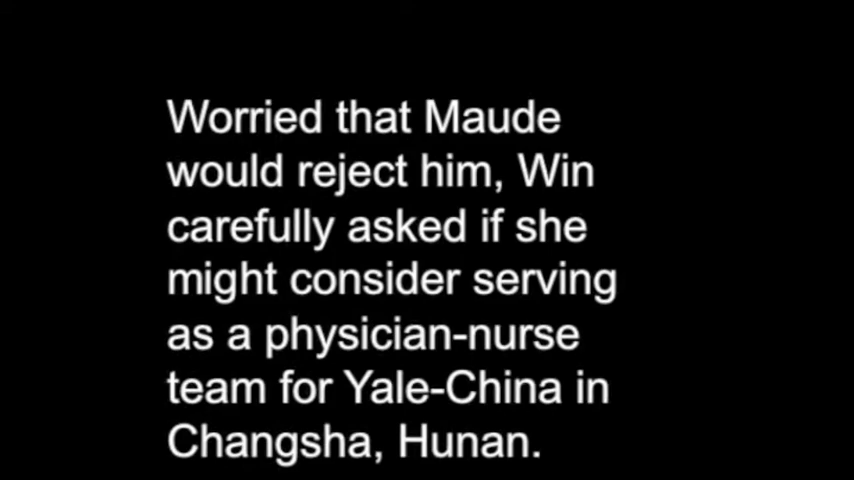 Worried that Maude
would reject him, Win
carefully asked if she
might consider serving
as a physician-nurse
team for Yale-China in
Changsha, Hunan.